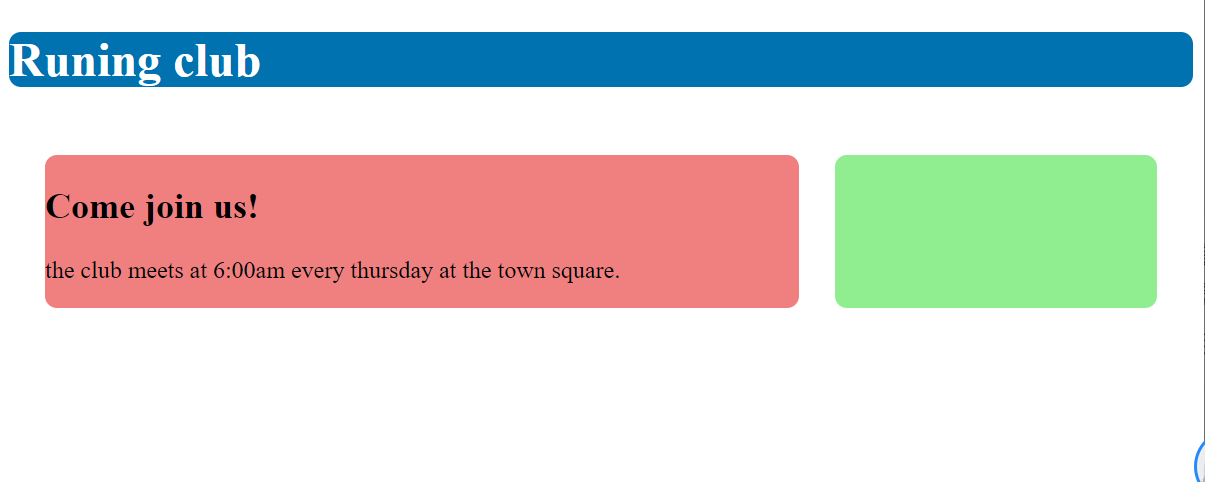 Runing club
Come join us!
the club meets at 6:00am every thursday at the town square.